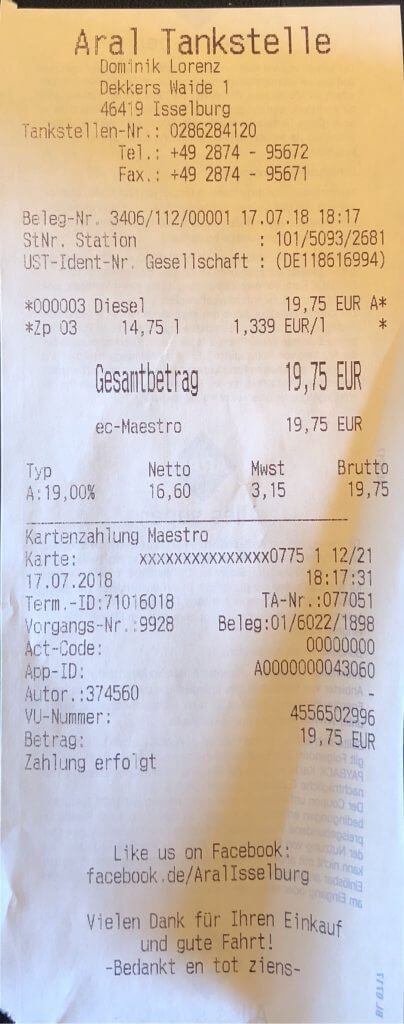 Aral Tankstelle
Dominik Lorenz
Dekkers Waide 1
46419 Isselburg
Tankstellen-Nr.: 0286284120
Tel.: +49 2874 - 95672
Fax.: +49 2874 - 95671
Beleg-Nr. 3406/112/00001 17.07.18 18:17
StNr. Station : 101/5093/2681
UST-Ident-Nr. Gesellschaft : (DE118616994)
*000003 Diesel 19,75 EUR A*
*Zp 03 14,75 l 1,339 EUR/l *
Gesamtbetrag 19,75 EUR
ec-Maestro 19,75 EUR
Typ Netto Mwst Brutto
A:19,00% 16,60 3,15 19,75
Kartenzahlung Maestro
Karte: xxxxxxxxxxxxxxx0775 1 12/21
17.07.2018 18:17:31
Term.-ID:71016018 TA-Nr.:077051
Vorgangs-Nr.:9928 Beleg:01/6022/1898
Act-Code: 00000000
App-ID: A0000000043060
Autor.:374560 -
VU-Nummer: 4556502996
Betrag: 19,75 EUR
Zahlung erfolgt
Like us on Facebook:
facebook.de/AralIsselburg
Vielen Dank für Ihren Einkauf
und gute Fahrt!
-Bedankt en tot ziens-